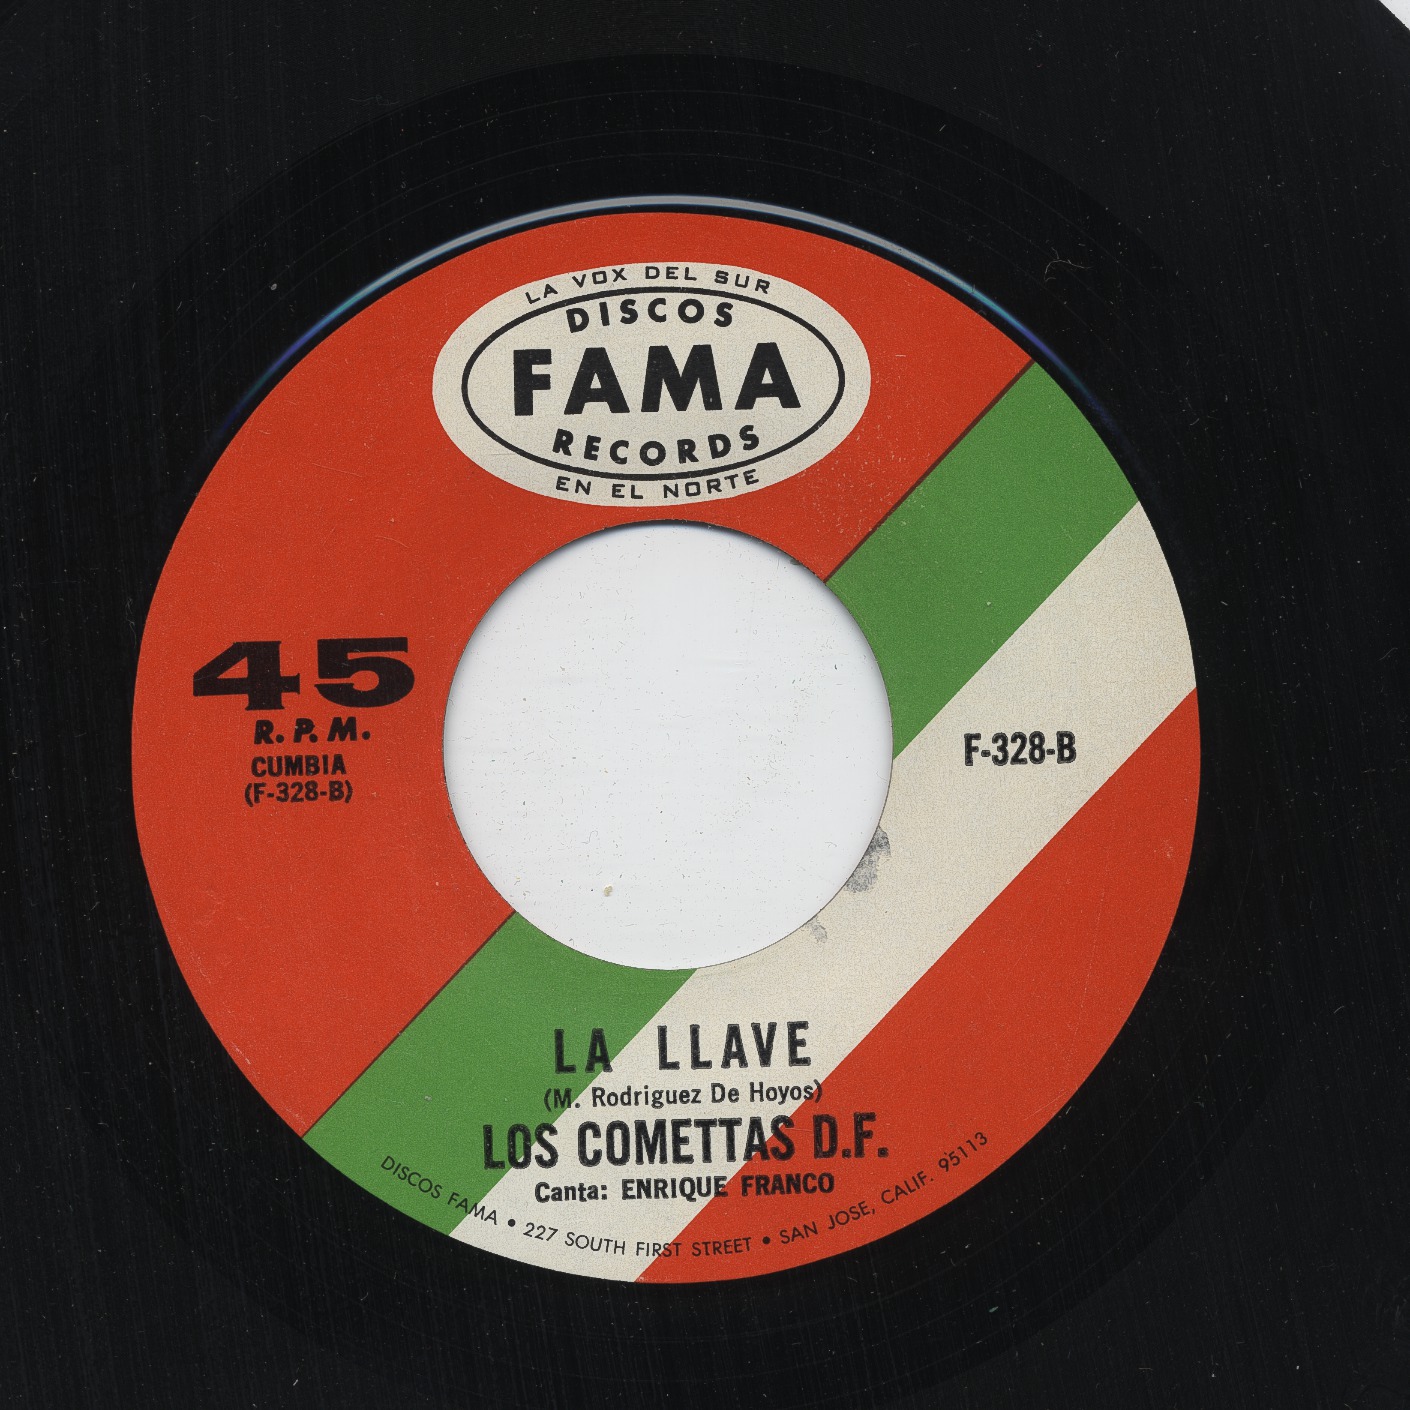 LA VOX DEL SUR
DISCOS
FAMA
RECORDS
EN EL NORTE
45
R.P.M.
CUMBIA
(F-328-B)
F-328-B
LA LLAVE
(M. Rodriguez De Hoyos)
LOS COMETTAS D.F.
Canta: ENRIQUE FRANCO
DISCOS FAMA • 227 SOUTH FIRST STREET • SAN JOSE, CALIF. 95113